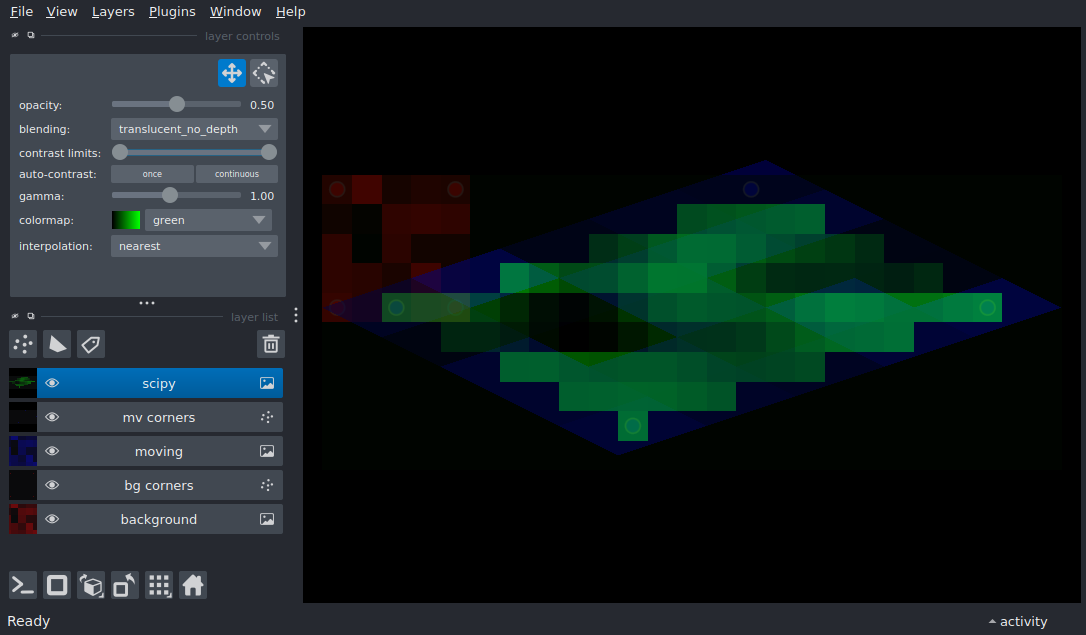 File View Layers Plugins Window Help
layer controls
opacity: 0.50
blending: translucent_no_depth
contrast limits:
auto-contrast: once continuous
gamma: 1.00
colormap: green
interpolation: nearest
layer list
scipy
mv corners
moving
bg corners
background
Ready
activity